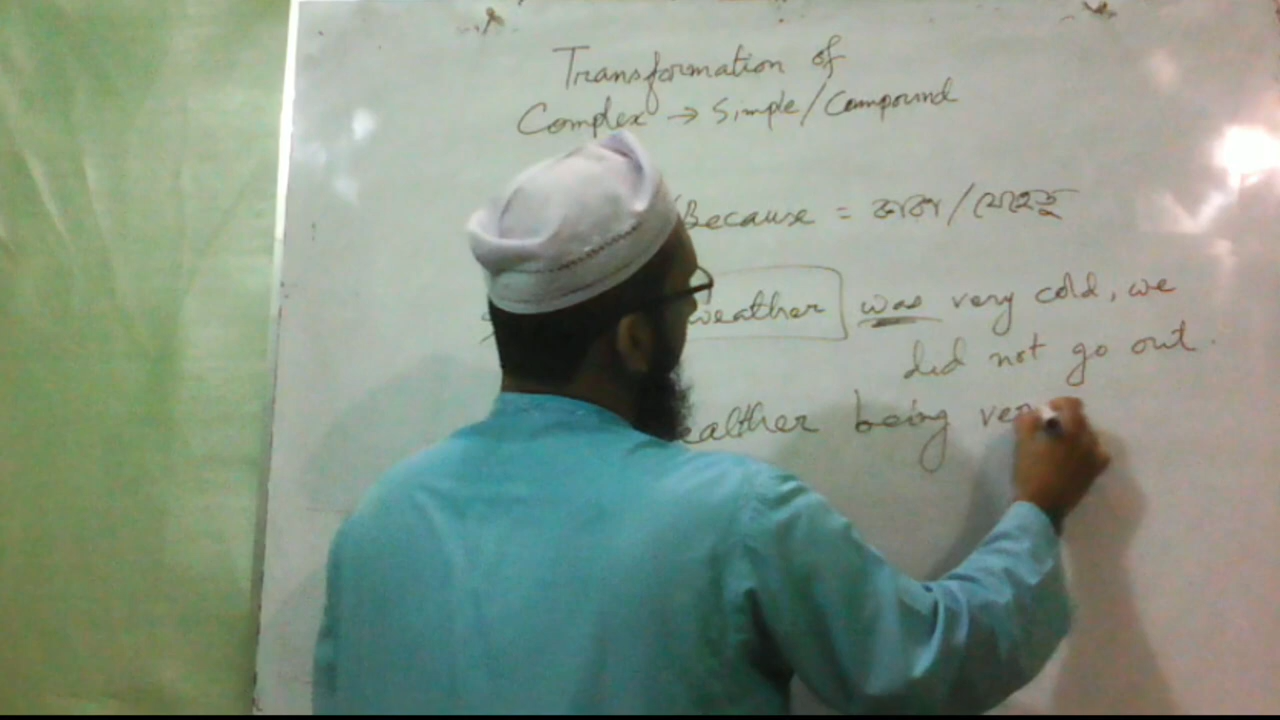 Transformation of
Complex → Simple/Compound
Because = কারণ/যেহেতু
weather was very cold, we
did not go out.
eather being ver